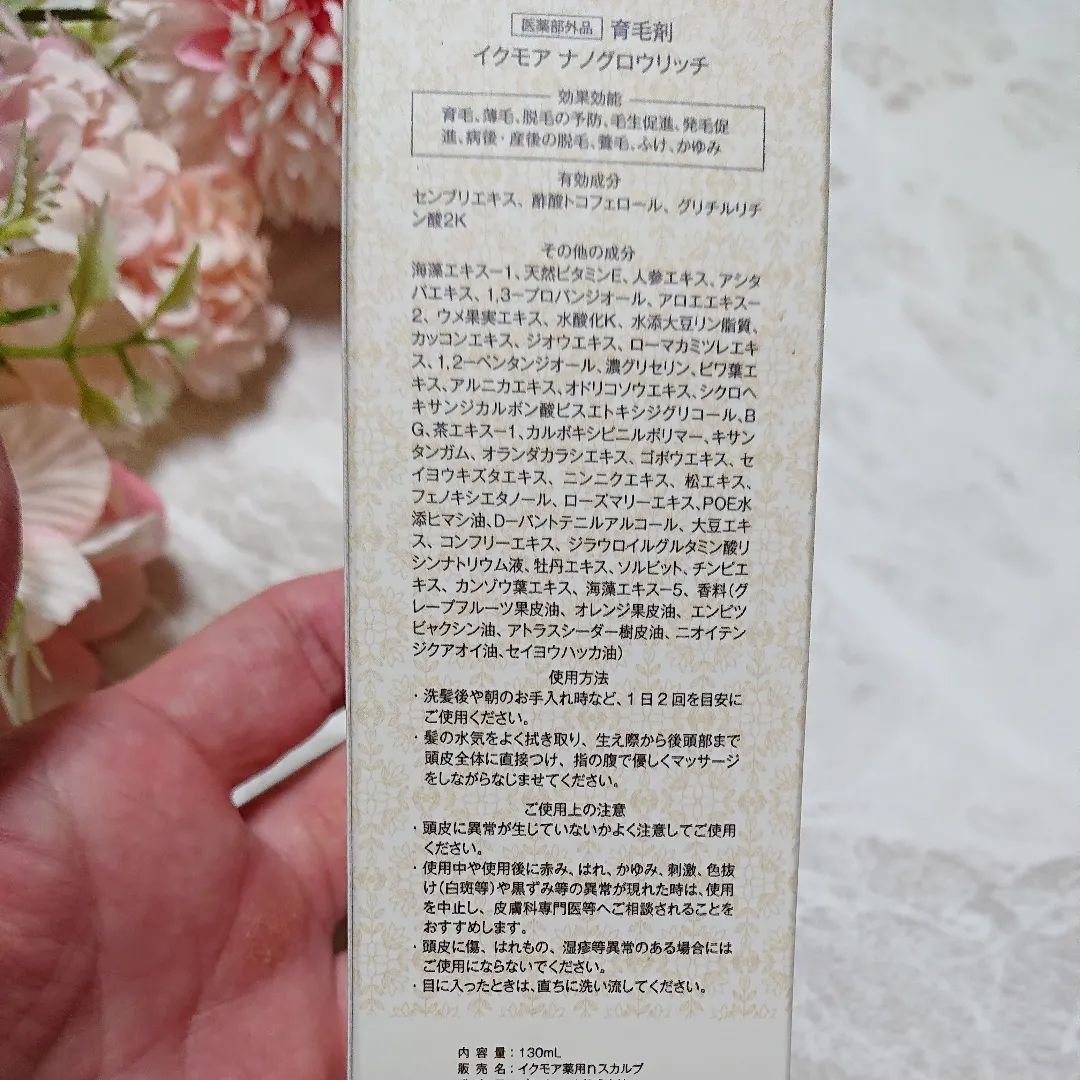 医薬部外品 育毛剤
イクモア ナノグロウリッチ
効果効能
育毛、薄毛、脱毛の予防、毛生促進、発毛促
進、病後・産後の脱毛、養毛、ふけ、かゆみ
有効成分
センブリエキス、酢酸トコフェロール、グリチルリチ
ン酸2K
その他の成分
海藻エキス-1、天然ビタミンE、人参エキス、アシタ
バエキス、1,3-プロパンジオール、アロエエキス-
2、ウメ果実エキス、水酸化K、水添大豆リン脂質、
カッコンエキス、ジオウエキス、ローマカミツレエキ
ス、1,2-ペンタンジオール、濃グリセリン、ビワ葉エ
キス、アルニカエキス、オドリコソウエキス、シクロヘ
キサンジカルボン酸ビスエトキシジグリコール、B
G、茶エキス-1、カルボキシビニルポリマー、キサン
タンガム、オランダカラシエキス、ゴボウエキス、セ
イヨウキズタエキス、ニンニクエキス、松エキス、
フェノキシエタノール、ローズマリーエキス、POE水
添ヒマシ油、D-パントテニルアルコール、大豆エキ
ス、コンフリーエキス、ジラウロイルグルタミン酸リ
シンナトリウム液、牡丹エキス、ソルビット、チンピエ
キス、カンゾウ葉エキス、海藻エキス-5、香料(グ
レープフルーツ果皮油、オレンジ果皮油、エンピツ
ビャクシン油、アトラスシーダー樹皮油、ニオイテン
ジクアオイ油、セイヨウハッカ油)
使用方法
・洗髪後や朝のお手入れ時など、1日2回を目安に
ご使用ください。
・髪の水気をよく拭き取り、生え際から後頭部まで
頭皮全体に直接つけ、指の腹で優しくマッサージ
をしながらなじませてください。
ご使用上の注意
・頭皮に異常が生じていないかよく注意してご使用
ください。
・使用中や使用後に赤み、はれ、かゆみ、刺激、色抜
け(白斑等)や黒ずみ等の異常が現れた時は、使用
を中止し、皮膚科専門医等へご相談されることを
おすすめします。
・頭皮に傷、はれもの、湿疹等異常のある場合には
ご使用にならないでください。
・目に入ったときは、直ちに洗い流してください。
内 容 量：130mL
販 売 名：イクモア薬用nスカルプ